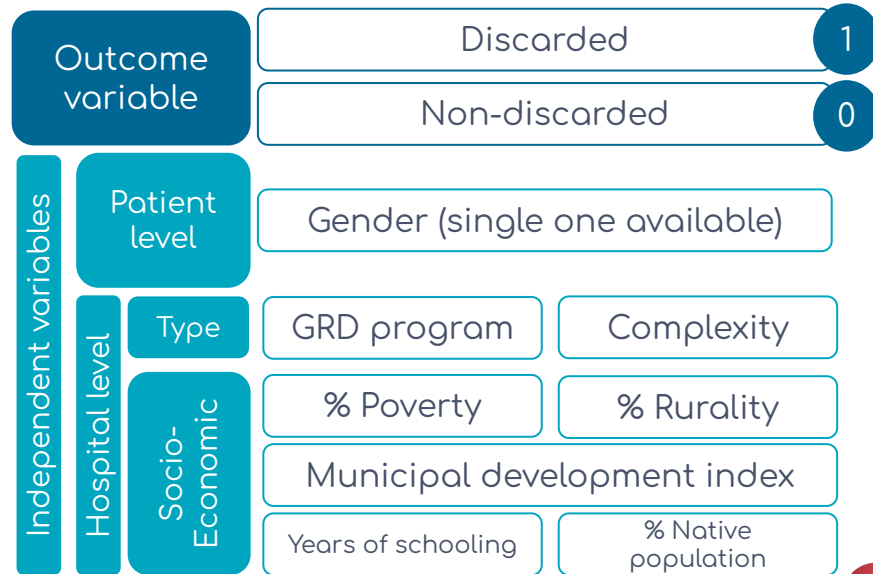 Outcome
variable
Discarded
1
Non-discarded
0
Independent variables
Patient
level
Gender (single one available)
Hospital level
Type
GRD program
Complexity
Socio-
Economic
% Poverty
% Rurality
Municipal development index
Years of schooling
% Native
population